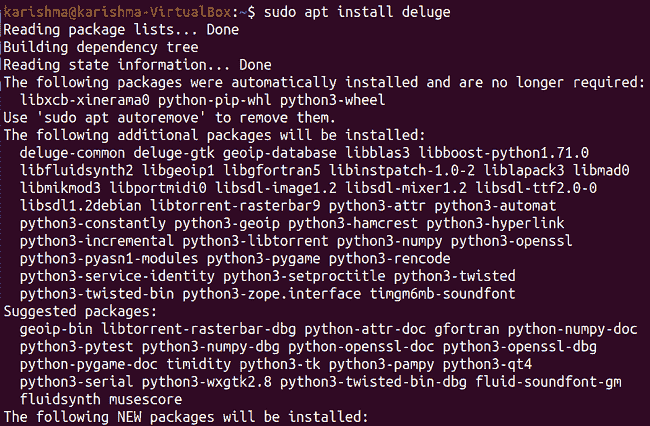 karishma@karishma-VirtualBox:~$ sudo apt install deluge
Reading package lists... Done
Building dependency tree
Reading state information... Done
The following packages were automatically installed and are no longer required:
libxcb-xinerama0 python-pip-whl python3-wheel
Use 'sudo apt autoremove' to remove them.
The following additional packages will be installed:
deluge-common deluge-gtk geoip-database libblas3 libboost-python1.71.0
libfluidsynth2 libgeoip1 libgfortran5 libinstpatch-1.0-2 liblapack3 libmad0
libmikmod3 libportmidi0 libsdl-image1.2 libsdl-mixer1.2 libsdl-ttf2.0-0
libsdl1.2debian libtorrent-rasterbar9 python3-attr python3-automat
python3-constantly python3-geoip python3-hamcrest python3-hyperlink
python3-incremental python3-libtorrent python3-numpy python3-openssl
python3-pyasn1-modules python3-pygame python3-rencode
python3-service-identity python3-setproctitle python3-twisted
python3-twisted-bin python3-zope.interface timgm6mb-soundfont
Suggested packages:
geoip-bin libtorrent-rasterbar-dbg python-attr-doc gfortran python-numpy-doc
python3-pytest python3-numpy-dbg python-openssl-doc python3-openssl-dbg
python-pygame-doc timidity python3-tk python3-pampy python3-qt4
python3-serial python3-wxgtk2.8 python3-twisted-bin-dbg fluid-soundfont-gm
fluidsynth musescore
The following NEW packages will be installed: